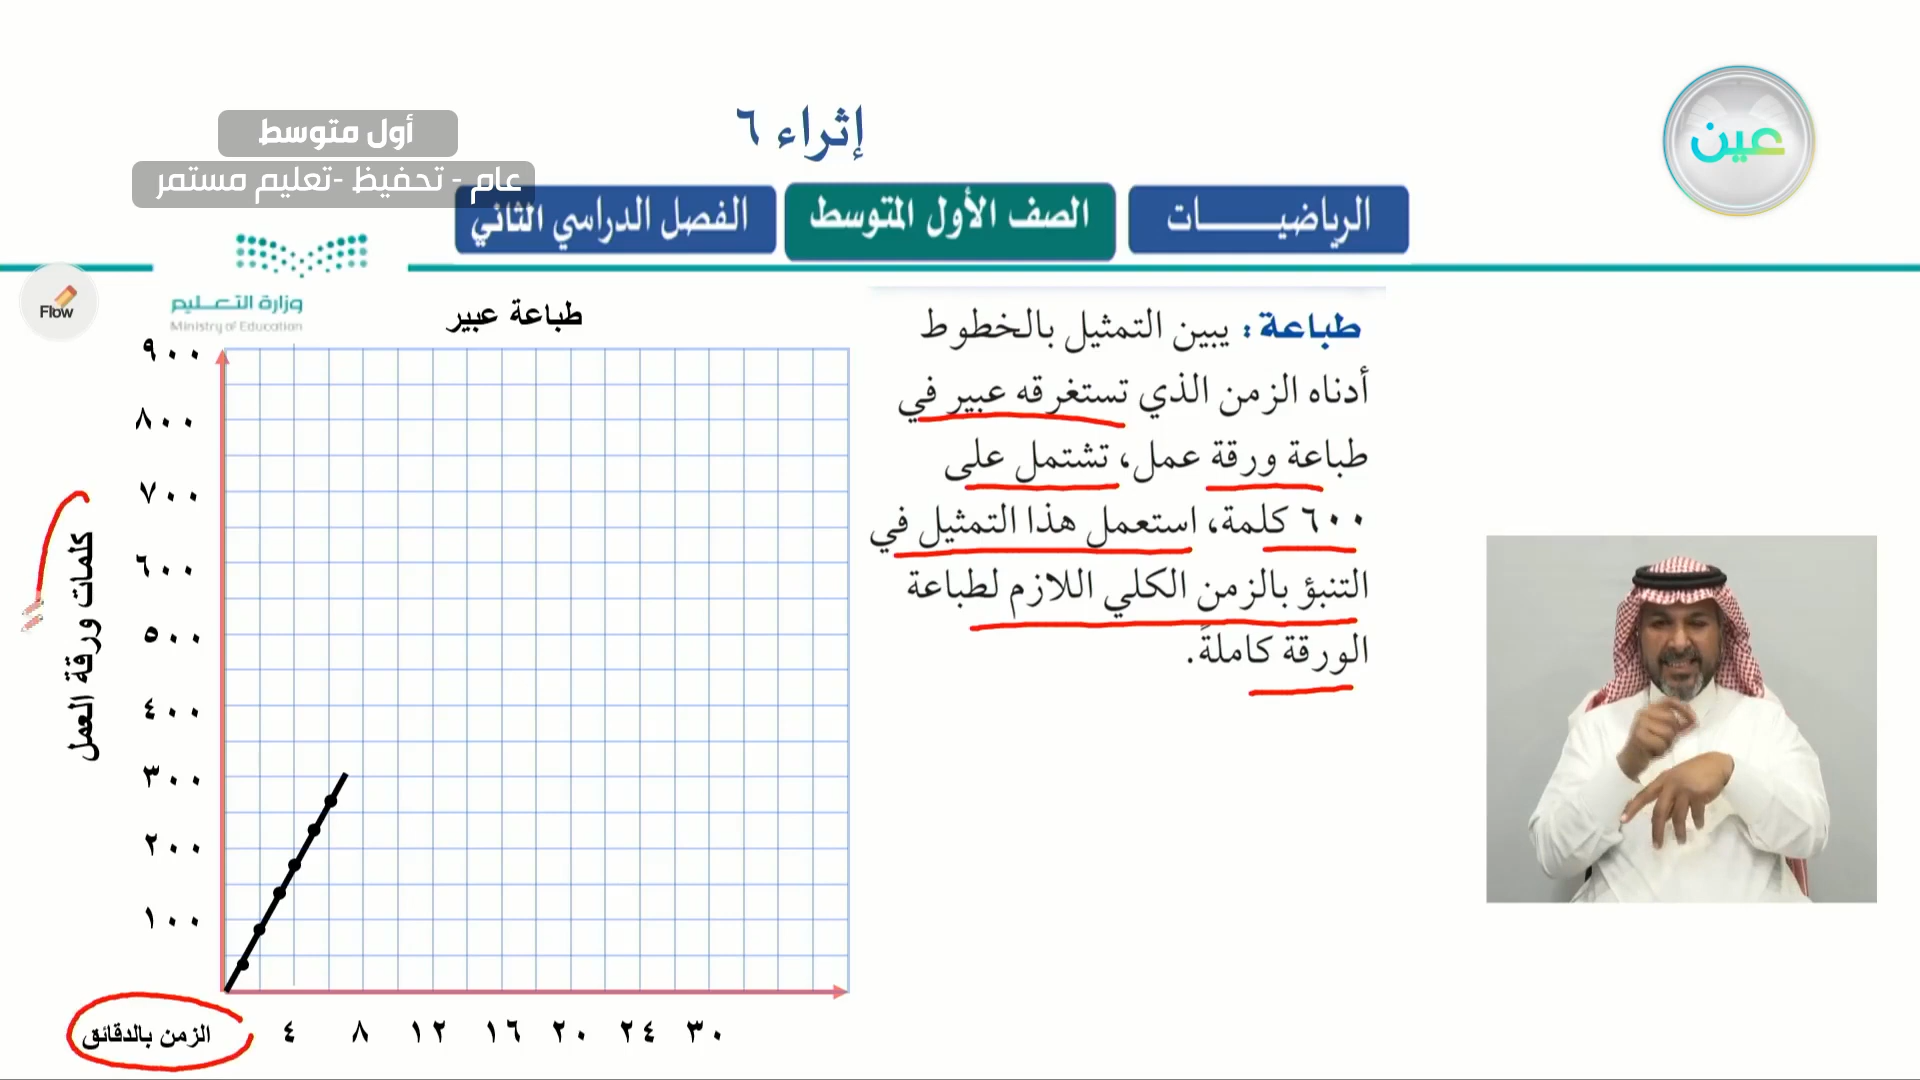 عين
إثراء ٦
أول متوسط
عام - تحفيظ -تعليم مستمر
الرياضيـــــــات
الصف الأول المتوسط
الفصل الدراسي الثاني
وزارة التعـــليم
Ministry of Education
Flow
طباعة : يبين التمثيل بالخطوط
أدناه الزمن الذي تستغرقه عبير في
طباعة ورقة عمل، تشتمل على
٦٠٠ كلمة، استعمل هذا التمثيل في
التنبؤ بالزمن الكلي اللازم لطباعة
الورقة كاملةً.
طباعة عبير
٩٠٠
٨٠٠
٧٠٠
٦٠٠
٥٠٠
٤٠٠
٣٠٠
٢٠٠
١٠٠
كلمات ورقة العمل
الزمن بالدقائق
٤ ٨ ١٢ ١٦ ٢٠ ٢٤ ٣٠